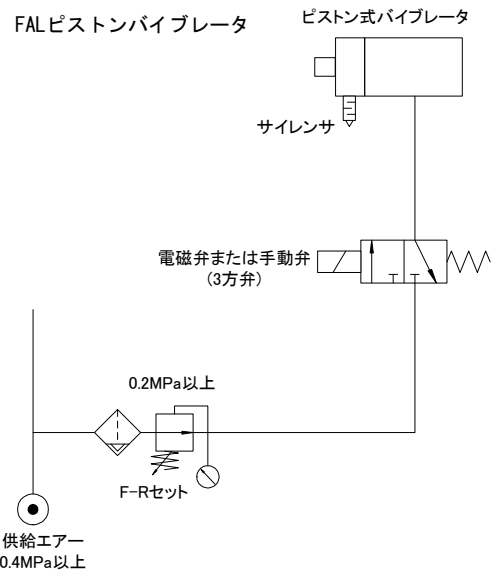 FALピストンバイブレータ
ピストン式バイブレータ
サイレンサ
電磁弁または手動弁
(3方弁)
0.2MPa以上
F-Rセット
供給エアー
0.4MPa以上